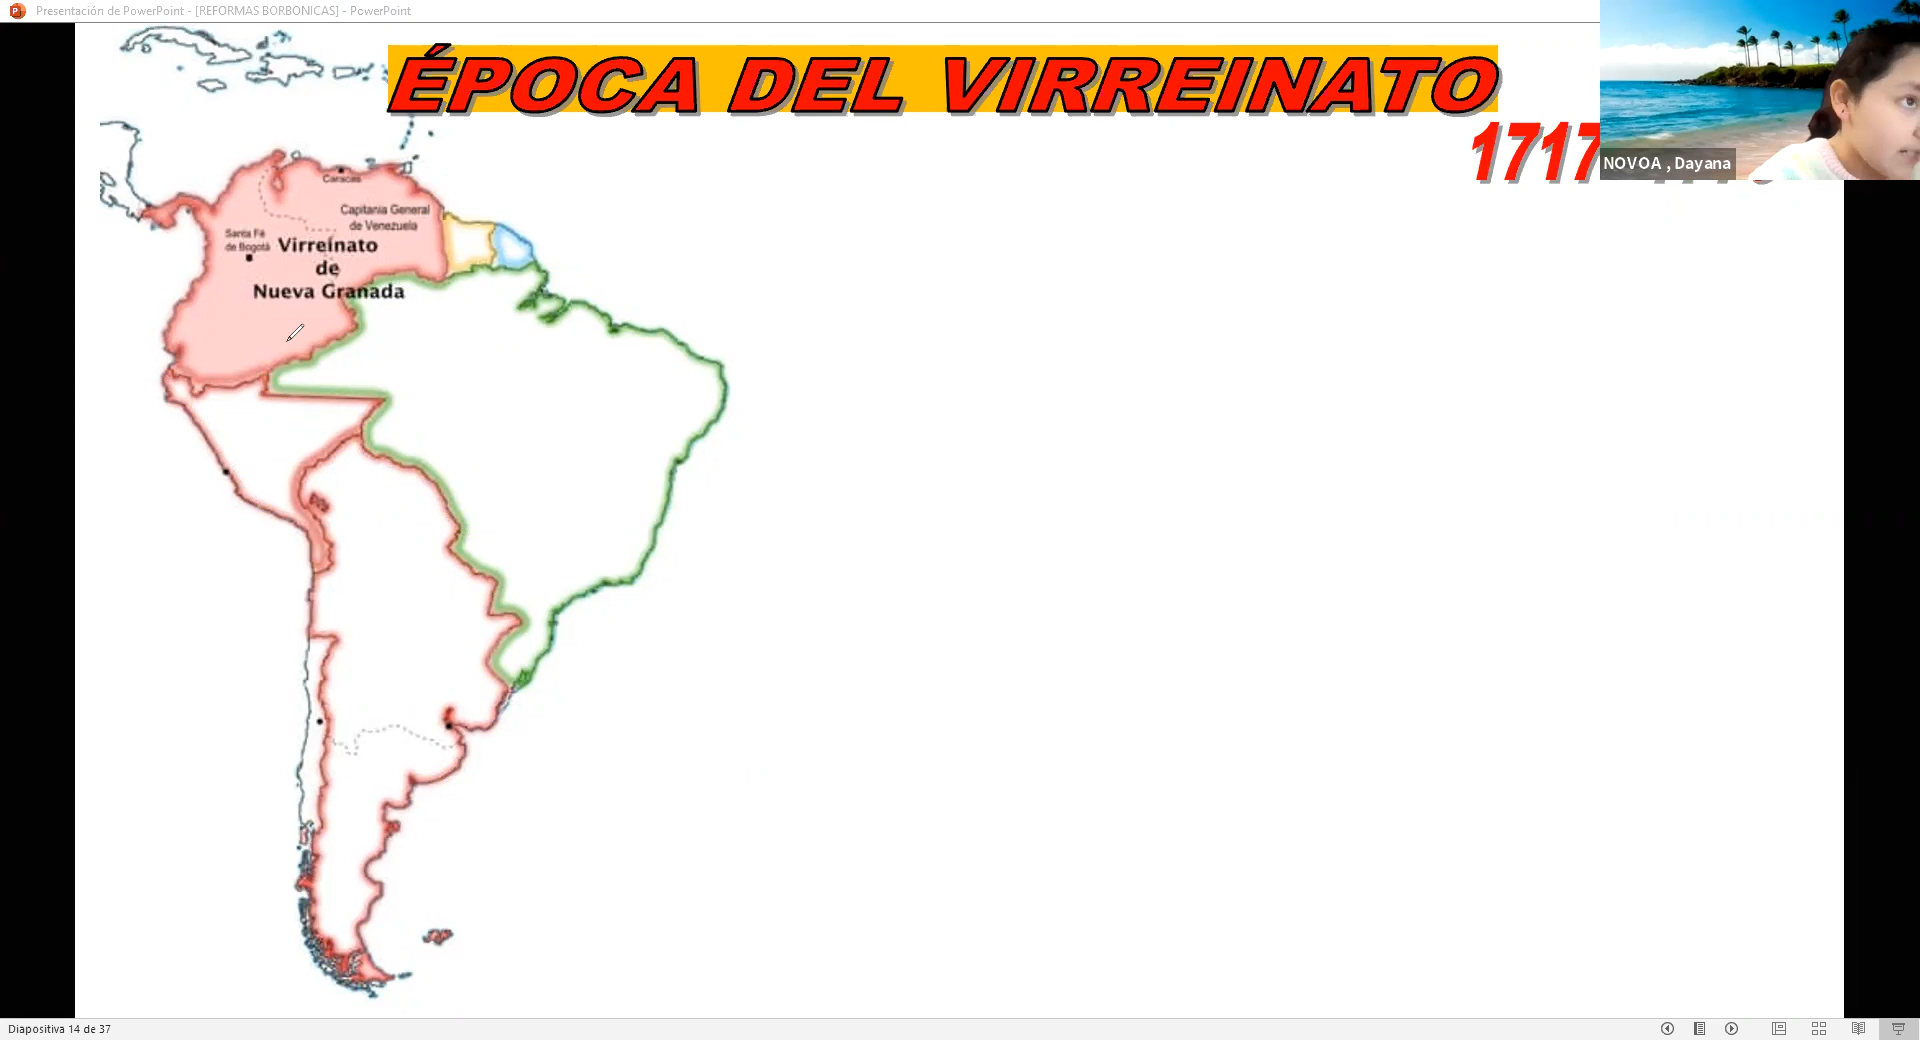 Presentación de PowerPoint - [REFORMAS BORBONICAS] - PowerPoint
ÉPOCA DEL VIRREINATO
1717
NOVOA , Dayana
Caracas
Capitania General
de Venezuela
Santa Fé
de Bogotá
Virreinato
de
Nueva Granada
Diapositiva 14 de 37